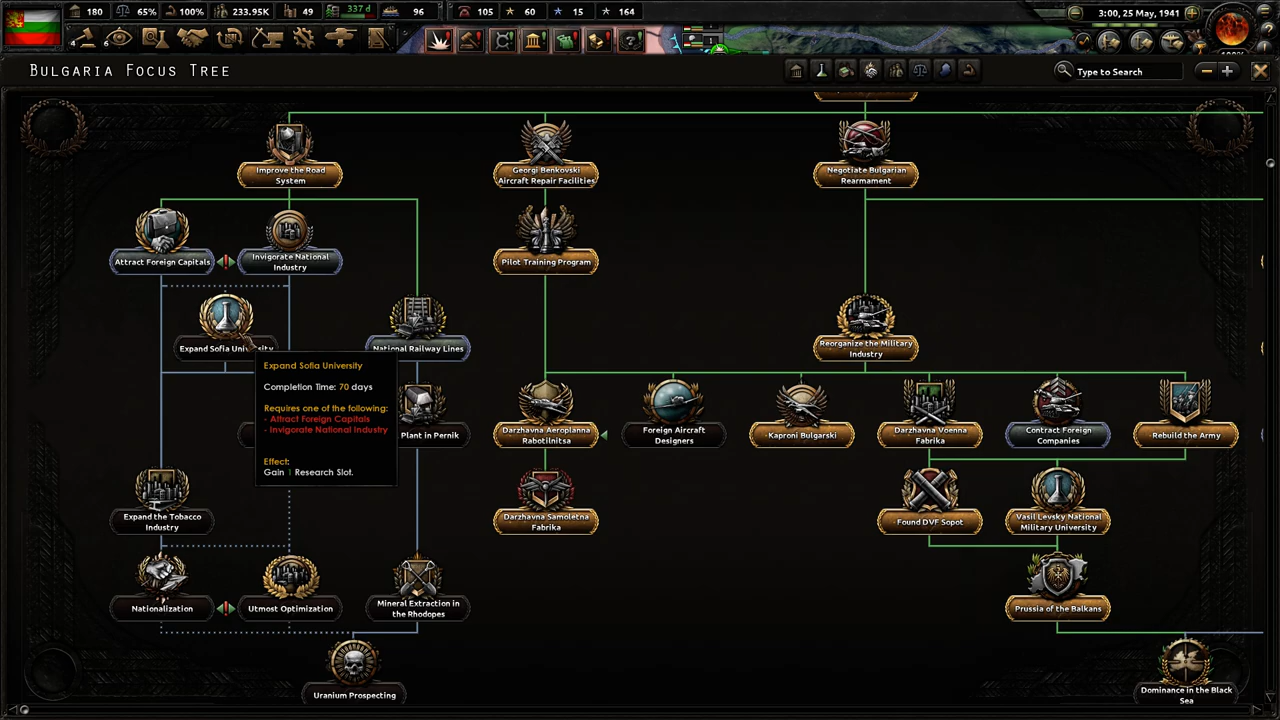 180
65%
100%
233.95K
49
337 d
96
105
60
15
164
3:00, 25 May, 1941
4
6
BULGARIA FOCUS TREE
Type to Search
Improve the Road
System
Georgi Benkovski
Aircraft Repair Facilities
Negotiate Bulgarian
Rearmament
Attract Foreign Capitals
Invigorate National
Industry
Pilot Training Program
Expand Sofia University
National Railway Lines
Reorganize the Military
Industry
Expand Sofia University
Completion Time: 70 days
Requires one of the following:
- Attract Foreign Capitals
- Invigorate National Industry
Effect:
Gain 1 Research Slot.
Plant in Pernik
Darzhavna Aeroplanna
Rabotilnitsa
Foreign Aircraft
Designers
Kaproni Bulgarski
Darzhavna Voenna
Fabrika
Contract Foreign
Companies
Rebuild the Army
Expand the Tobacco
Industry
Darzhavna Samoletna
Fabrika
Found DVF Sopot
Vasil Levsky National
Military University
Nationalization
Utmost Optimization
Mineral Extraction in
the Rhodopes
Prussia of the Balkans
Uranium Prospecting
Dominance in the Black
Sea